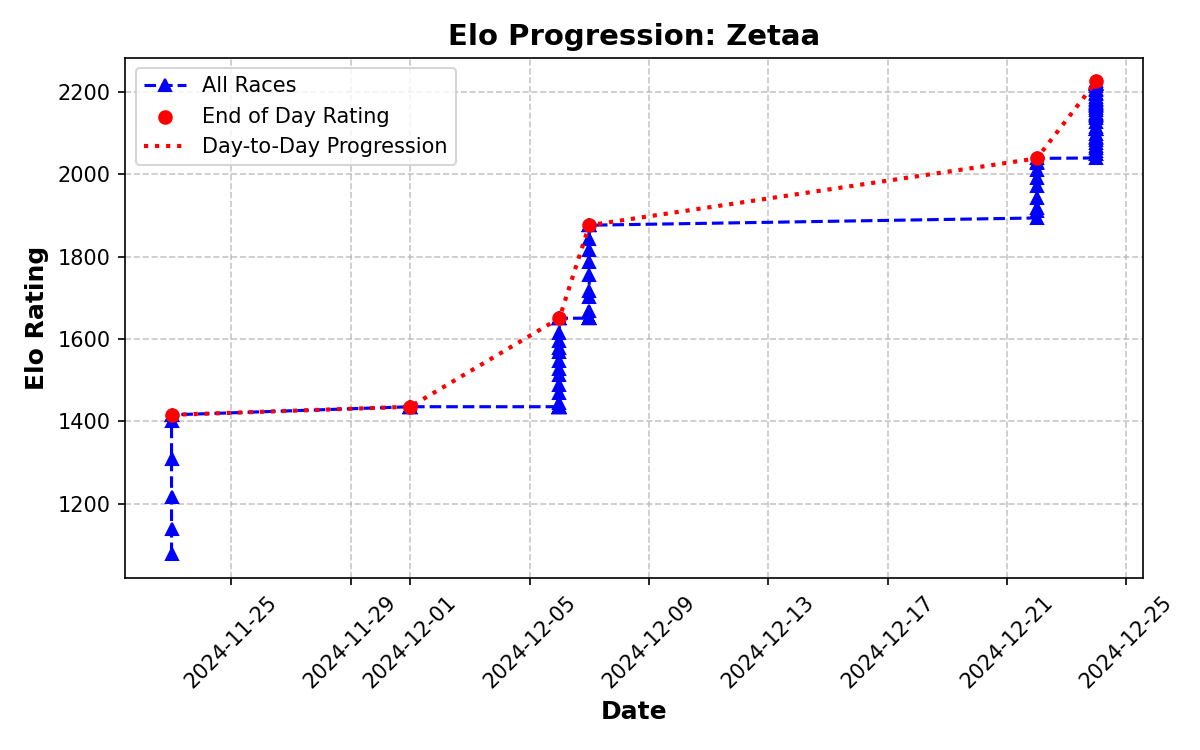 Elo Progression: Zetaa
All Races
End of Day Rating
Day-to-Day Progression
Elo Rating
2200
2000
1800
1600
1400
1200
2024-11-25
2024-11-29
2024-12-01
2024-12-05
2024-12-09
2024-12-13
2024-12-17
2024-12-21
2024-12-25
Date